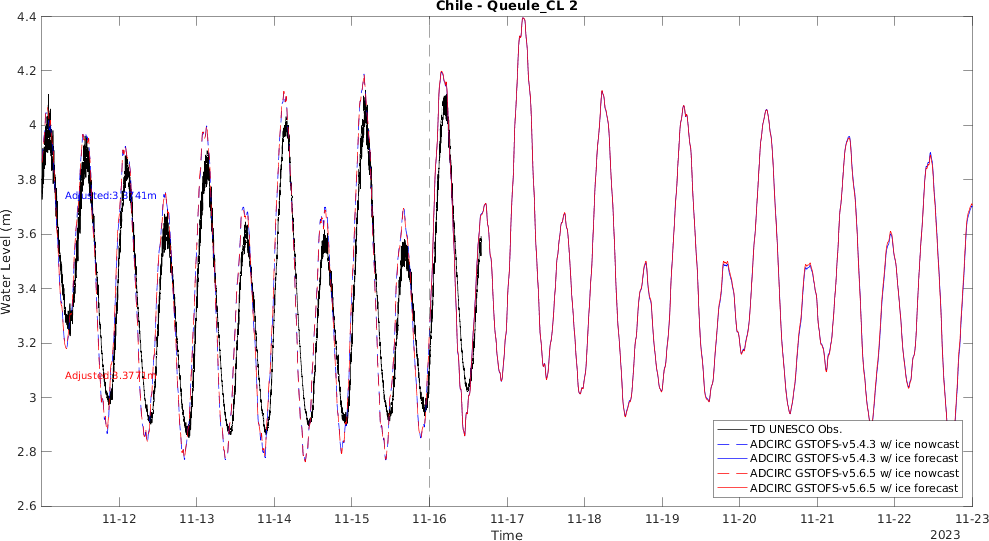 Chile - Queule_CL 2
4.4
4.2
4
3.8
3.6
3.4
3.2
3
2.8
2.6
Water Level (m)
Adjusted:3.3771m
TD UNESCO Obs.
ADCIRC GSTOFS-v5.4.3 w/ ice nowcast
ADCIRC GSTOFS-v5.4.3 w/ ice forecast
ADCIRC GSTOFS-v5.6.5 w/ ice nowcast
ADCIRC GSTOFS-v5.6.5 w/ ice forecast
11-12 11-13 11-14 11-15 11-16 11-17 11-18 11-19 11-20 11-21 11-22 11-23
Time
2023